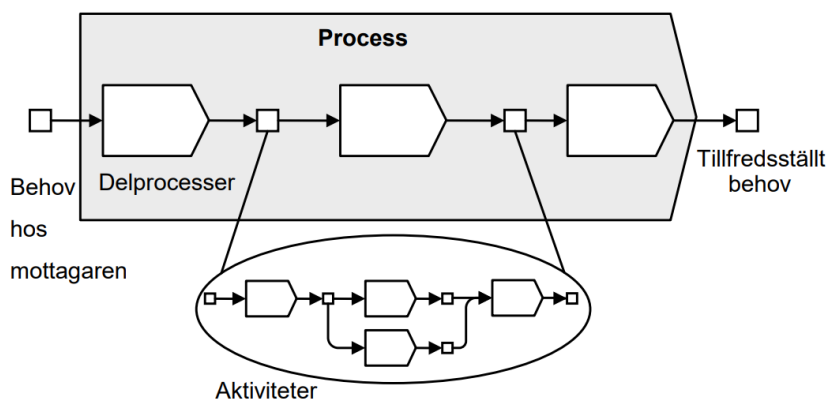 Process
Delprocesser
Behov
hos
mottagaren
Tillfredsställt
behov
Aktiviteter